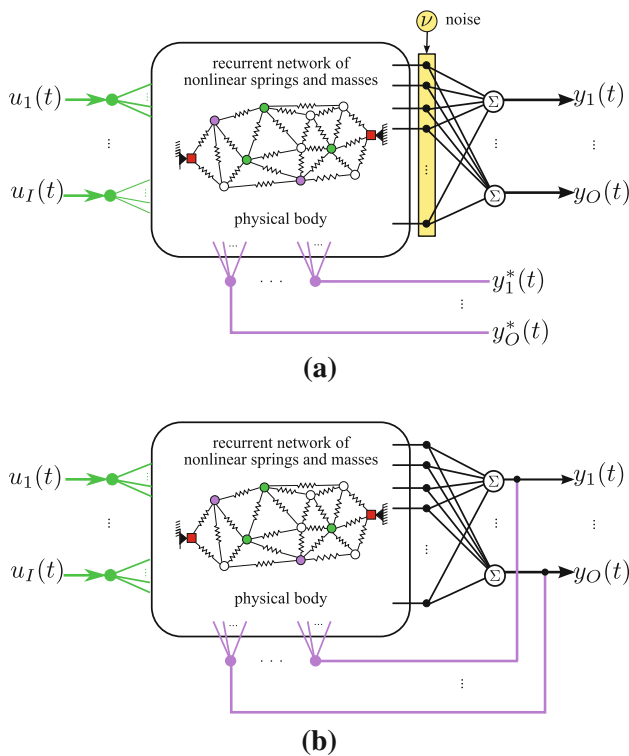 ν noise
recurrent network of
nonlinear springs and masses
u₁(t)
y₁(t)
...
u_I(t)
y_O(t)
Σ
Σ
physical body
...
...
. . .
y₁*(t)
...
y_O*(t)
(a)
recurrent network of
nonlinear springs and masses
u₁(t)
y₁(t)
...
u_I(t)
y_O(t)
Σ
Σ
physical body
...
...
. . .
...
(b)